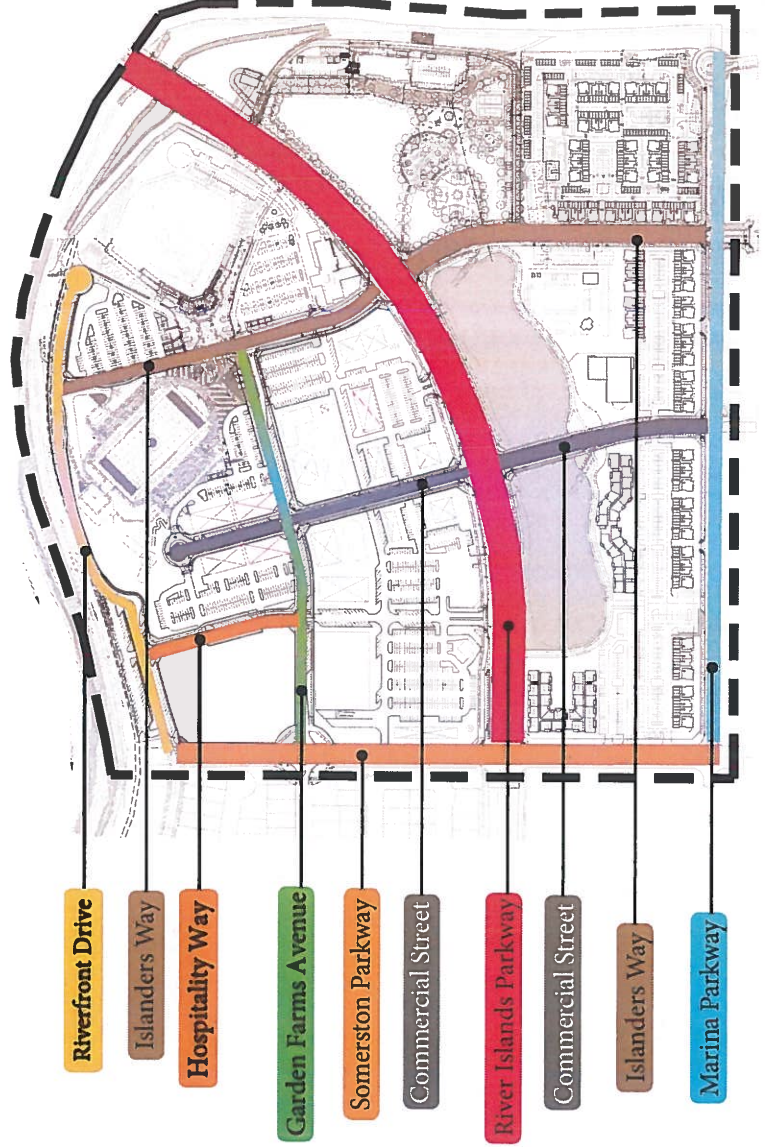 Riverfront Drive
Islanders Way
Hospitality Way
Garden Farms Avenue
Somerston Parkway
Commercial Street
River Islands Parkway
Commercial Street
Islanders Way
Marina Parkway